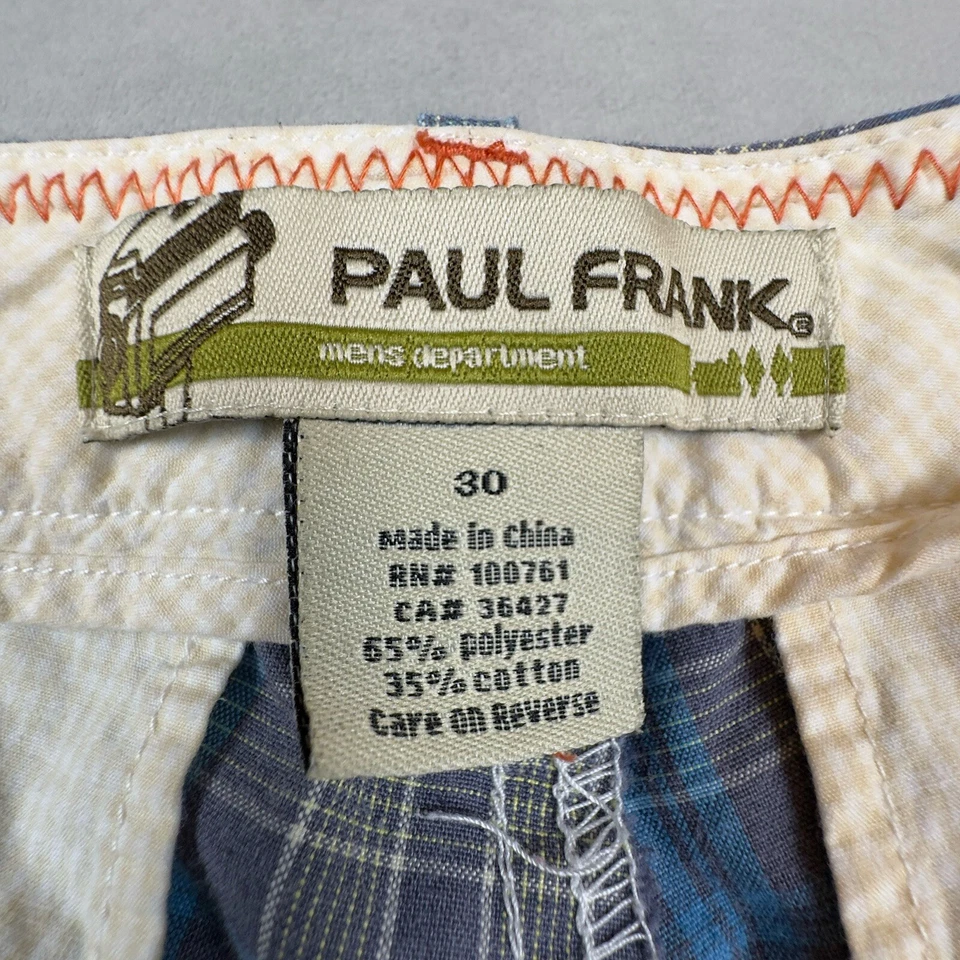 PAUL FRANK®
mens department
30
Made in China
RN# 100761
CA# 36427
65% polyester
35% cotton
Care on Reverse